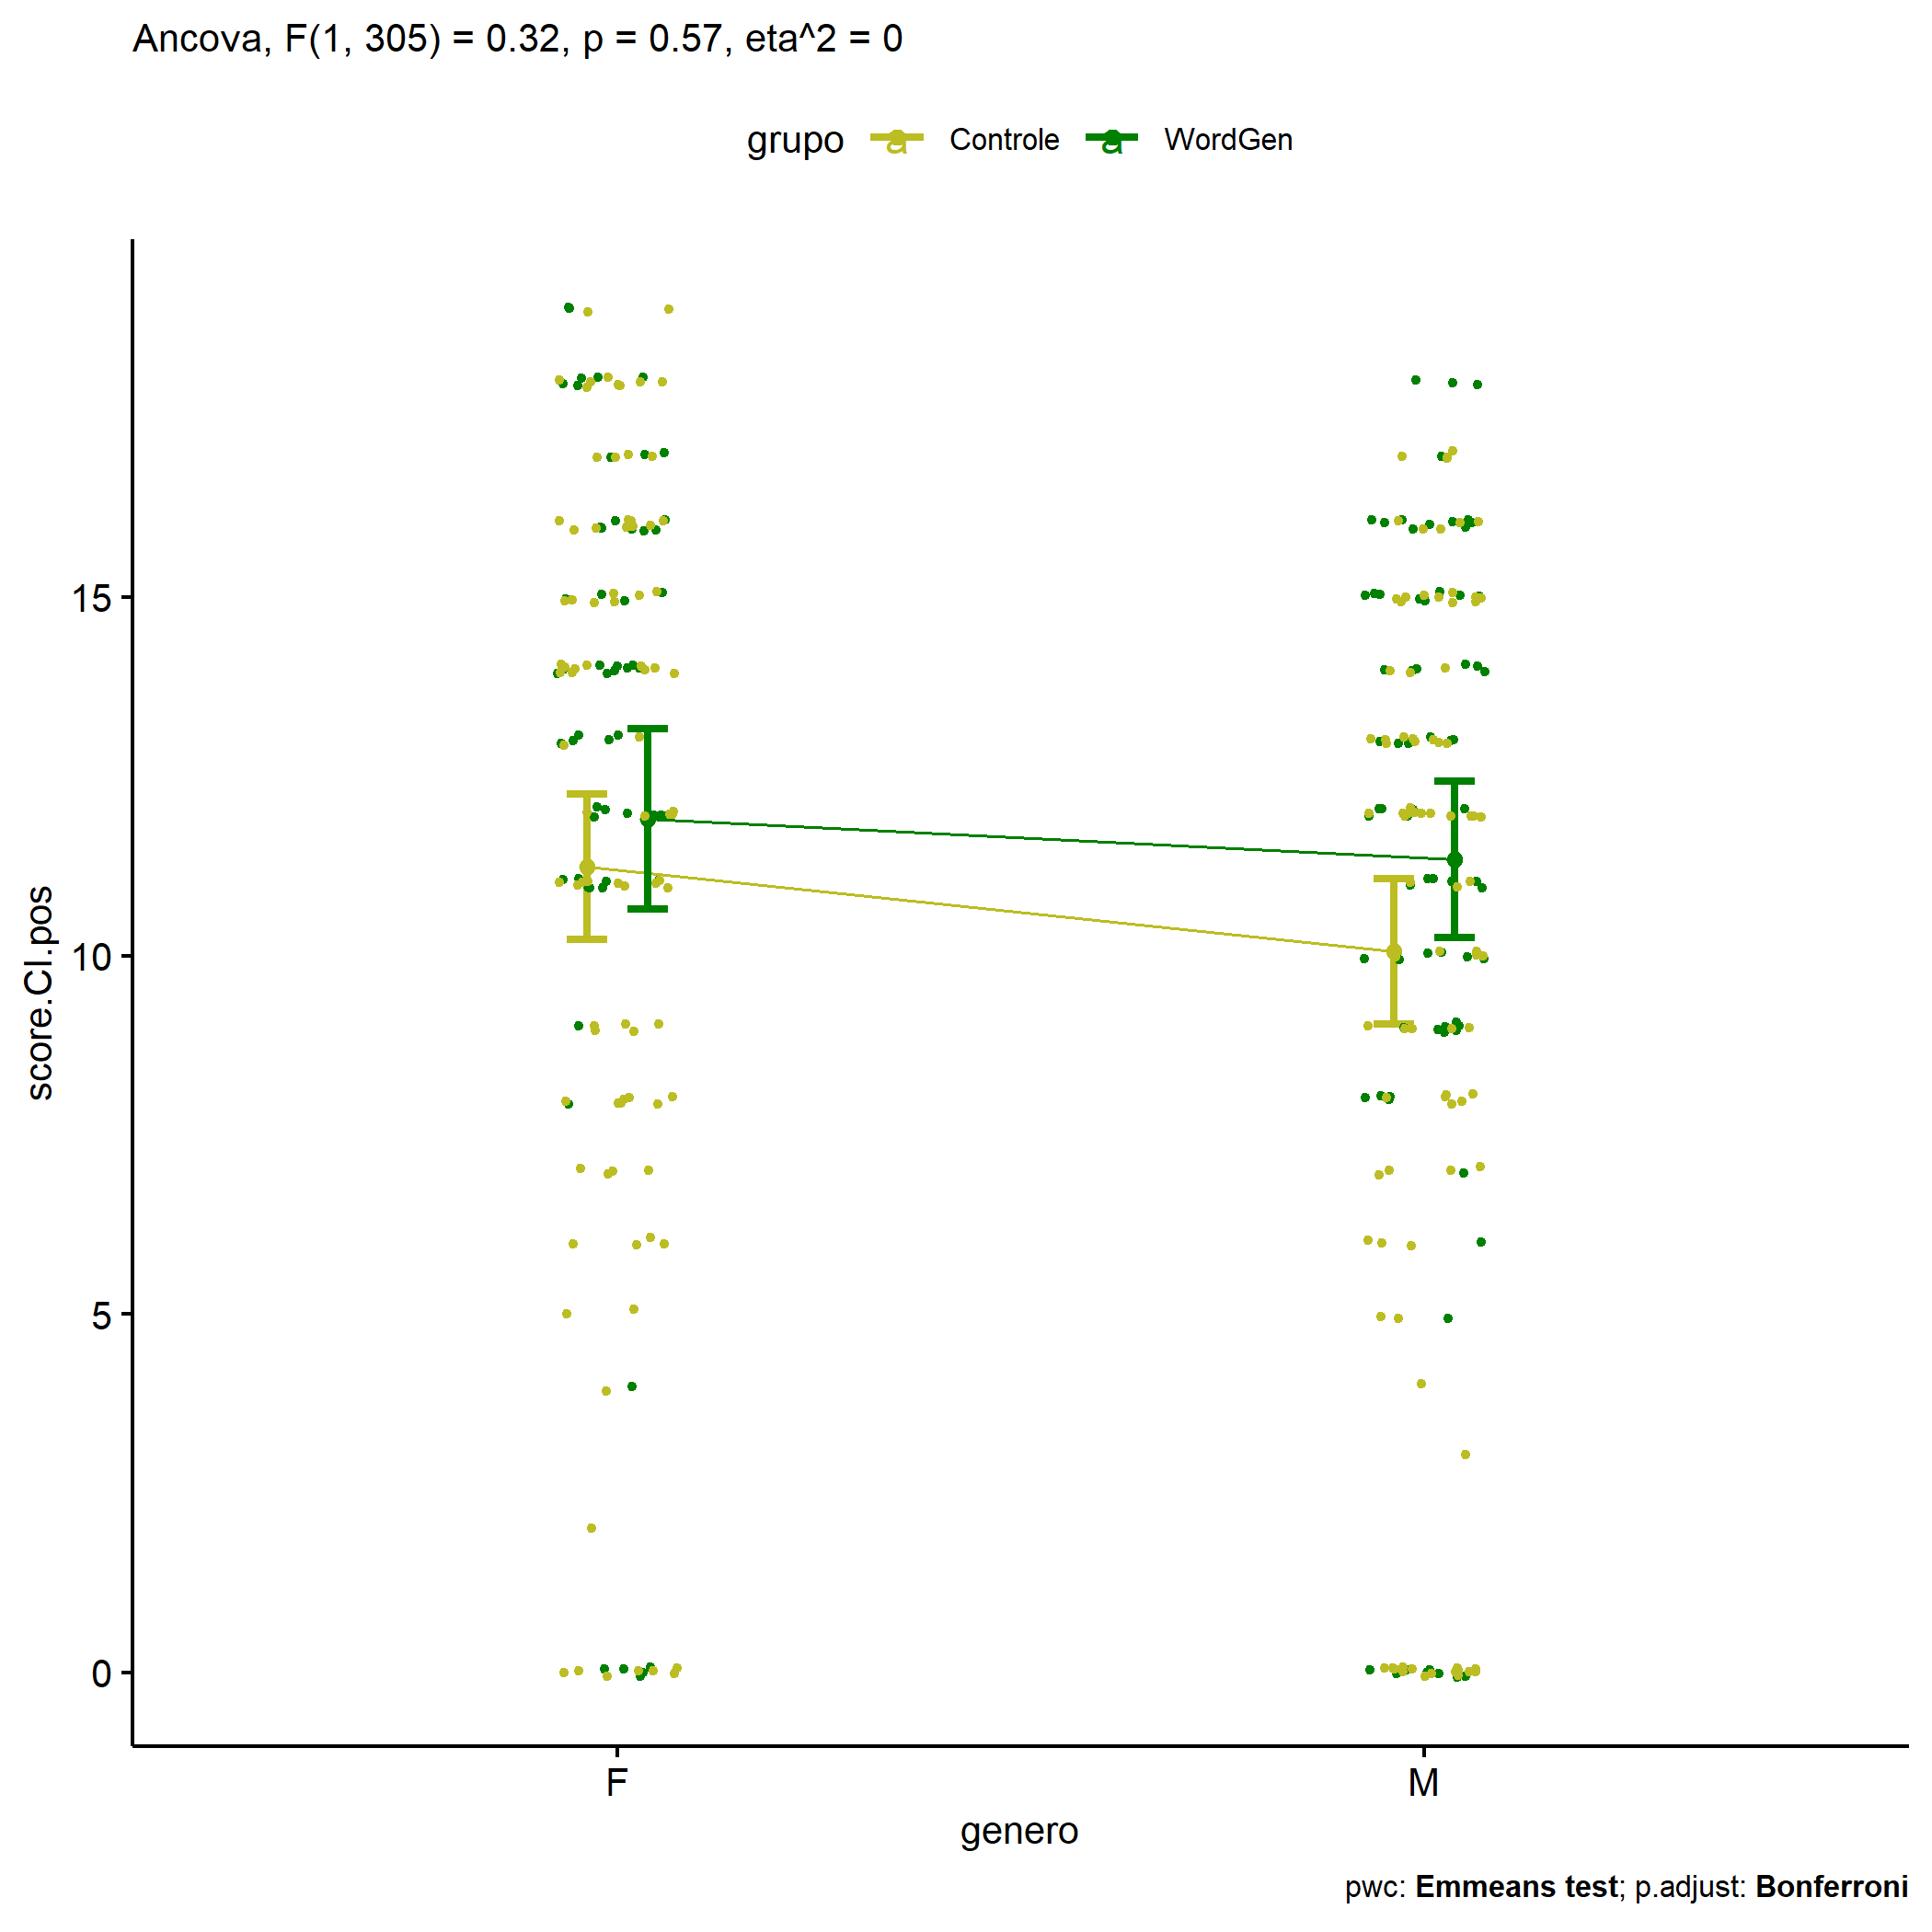 Ancova, F(1, 305) = 0.32, p = 0.57, eta^2 = 0
grupo a Controle a WordGen
15
10
5
0
score.CI.pos
F M
genero
pwc: Emmeans test; p.adjust: Bonferroni